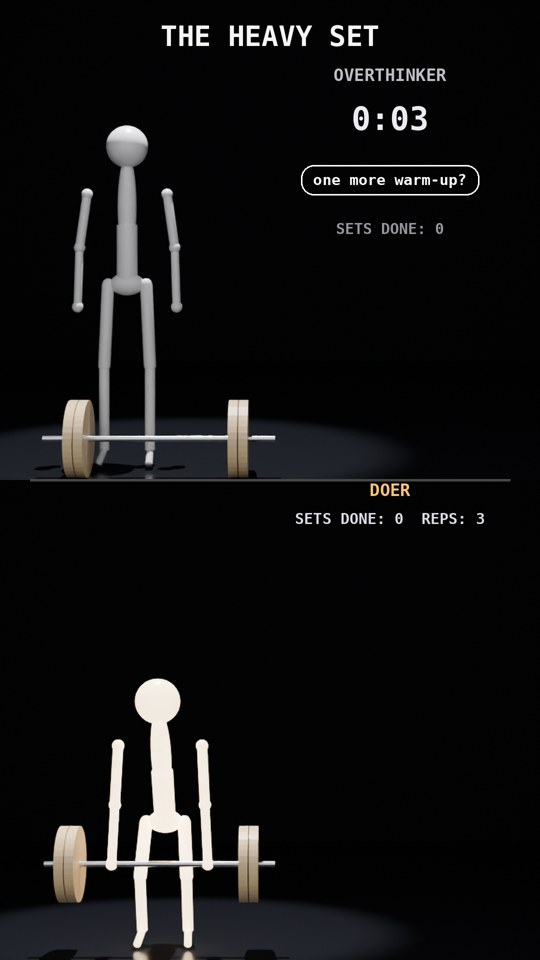 THE HEAVY SET
OVERTHINKER
0:03
one more warm-up?
SETS DONE: 0
DOER
SETS DONE: 0  REPS: 3